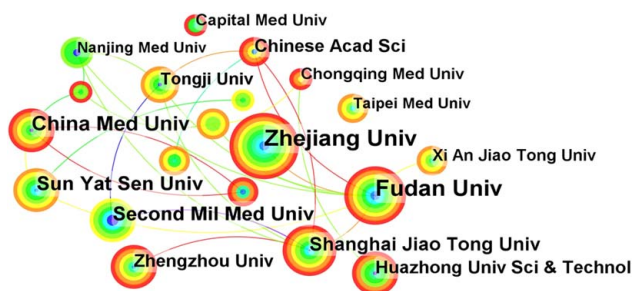 Capital Med Univ
Nanjing Med Univ
Chinese Acad Sci
Tongji Univ
Chongqing Med Univ
Taipei Med Univ
China Med Univ
Zhejiang Univ
Xi An Jiao Tong Univ
Sun Yat Sen Univ
Fudan Univ
Second Mil Med Univ
Shanghai Jiao Tong Univ
Zhengzhou Univ
Huazhong Univ Sci & Technol